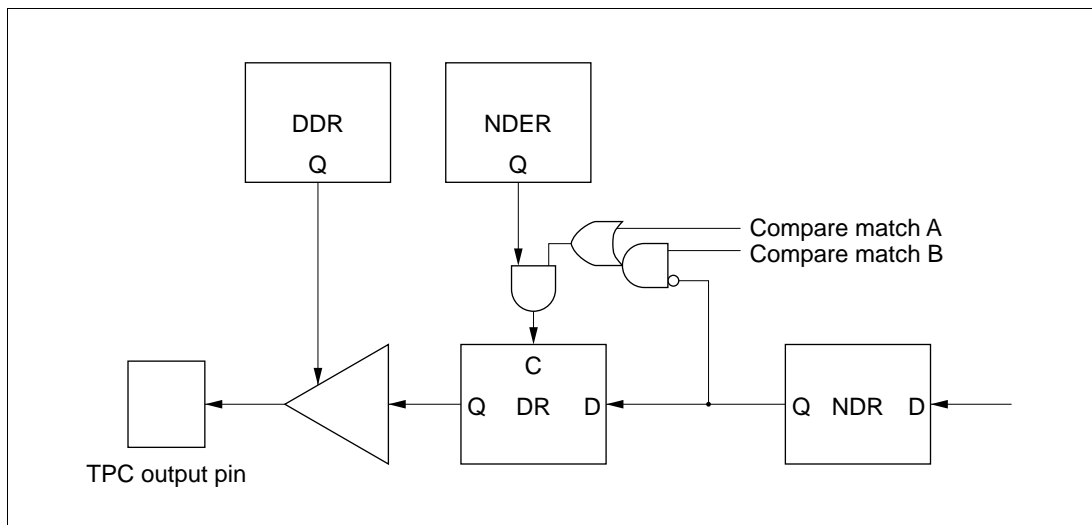 DDR
Q
NDER
Q
Compare match A
Compare match B
C
Q DR D
Q NDR D
TPC output pin